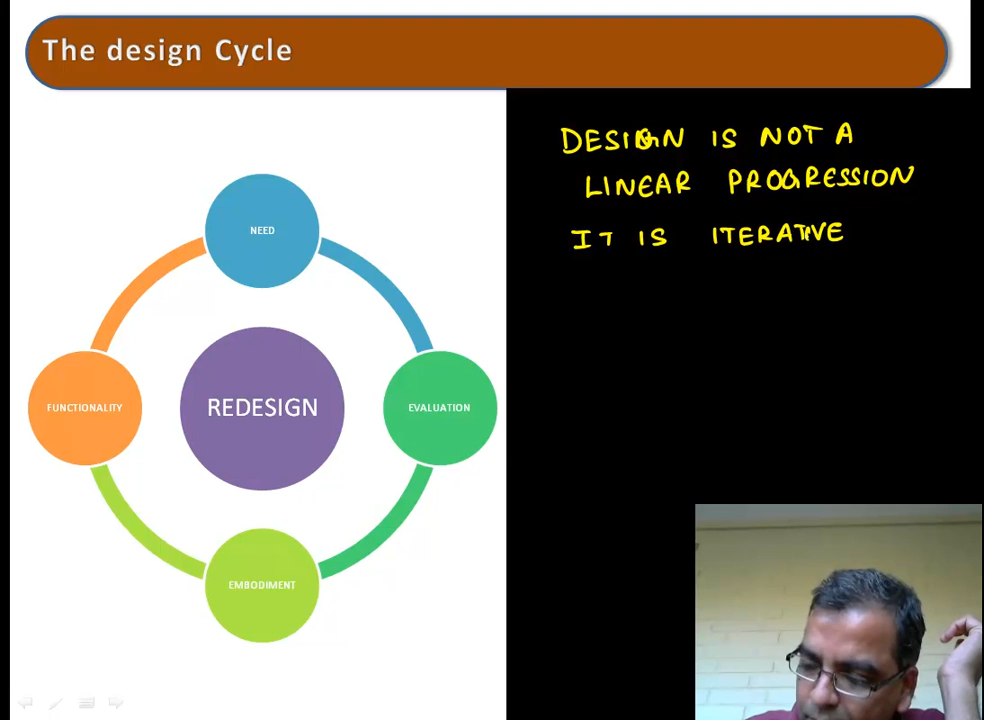 The design Cycle
DESIGN IS NOT A
LINEAR PROGRESSION
IT IS ITERATIVE
NEED
FUNCTIONALITY
REDESIGN
EVALUATION
EMBODIMENT